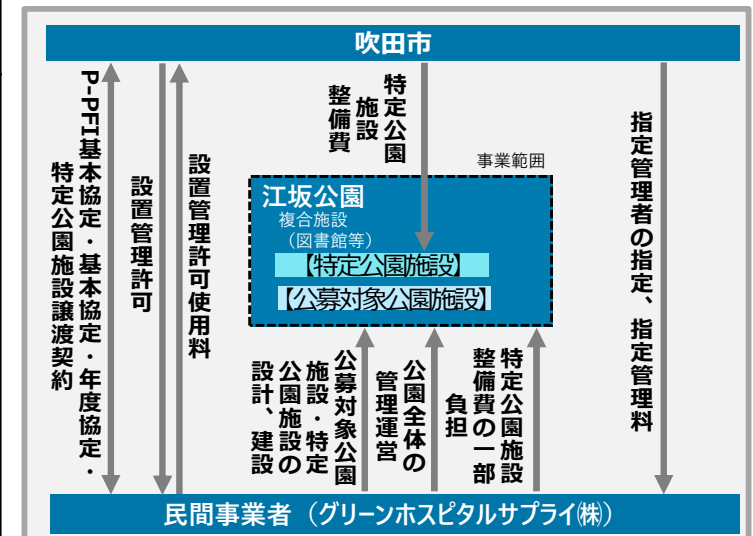 吹田市
P-PFI基本協定・基本協定・年度協定・
特定公園施設譲渡契約
設置管理許可
設置管理許可使用料
特定公園
施設
整備費
事業範囲
指定管理者の指定、指定管理料
江坂公園
複合施設
（図書館等）
【特定公園施設】
【公募対象公園施設】
公募対象公園
施設・特定
公園施設の
設計、建設
公園全体の
管理運営
特定公園施設
整備費の一部
負担
民間事業者（グリーンホスピタルサプライ㈱）